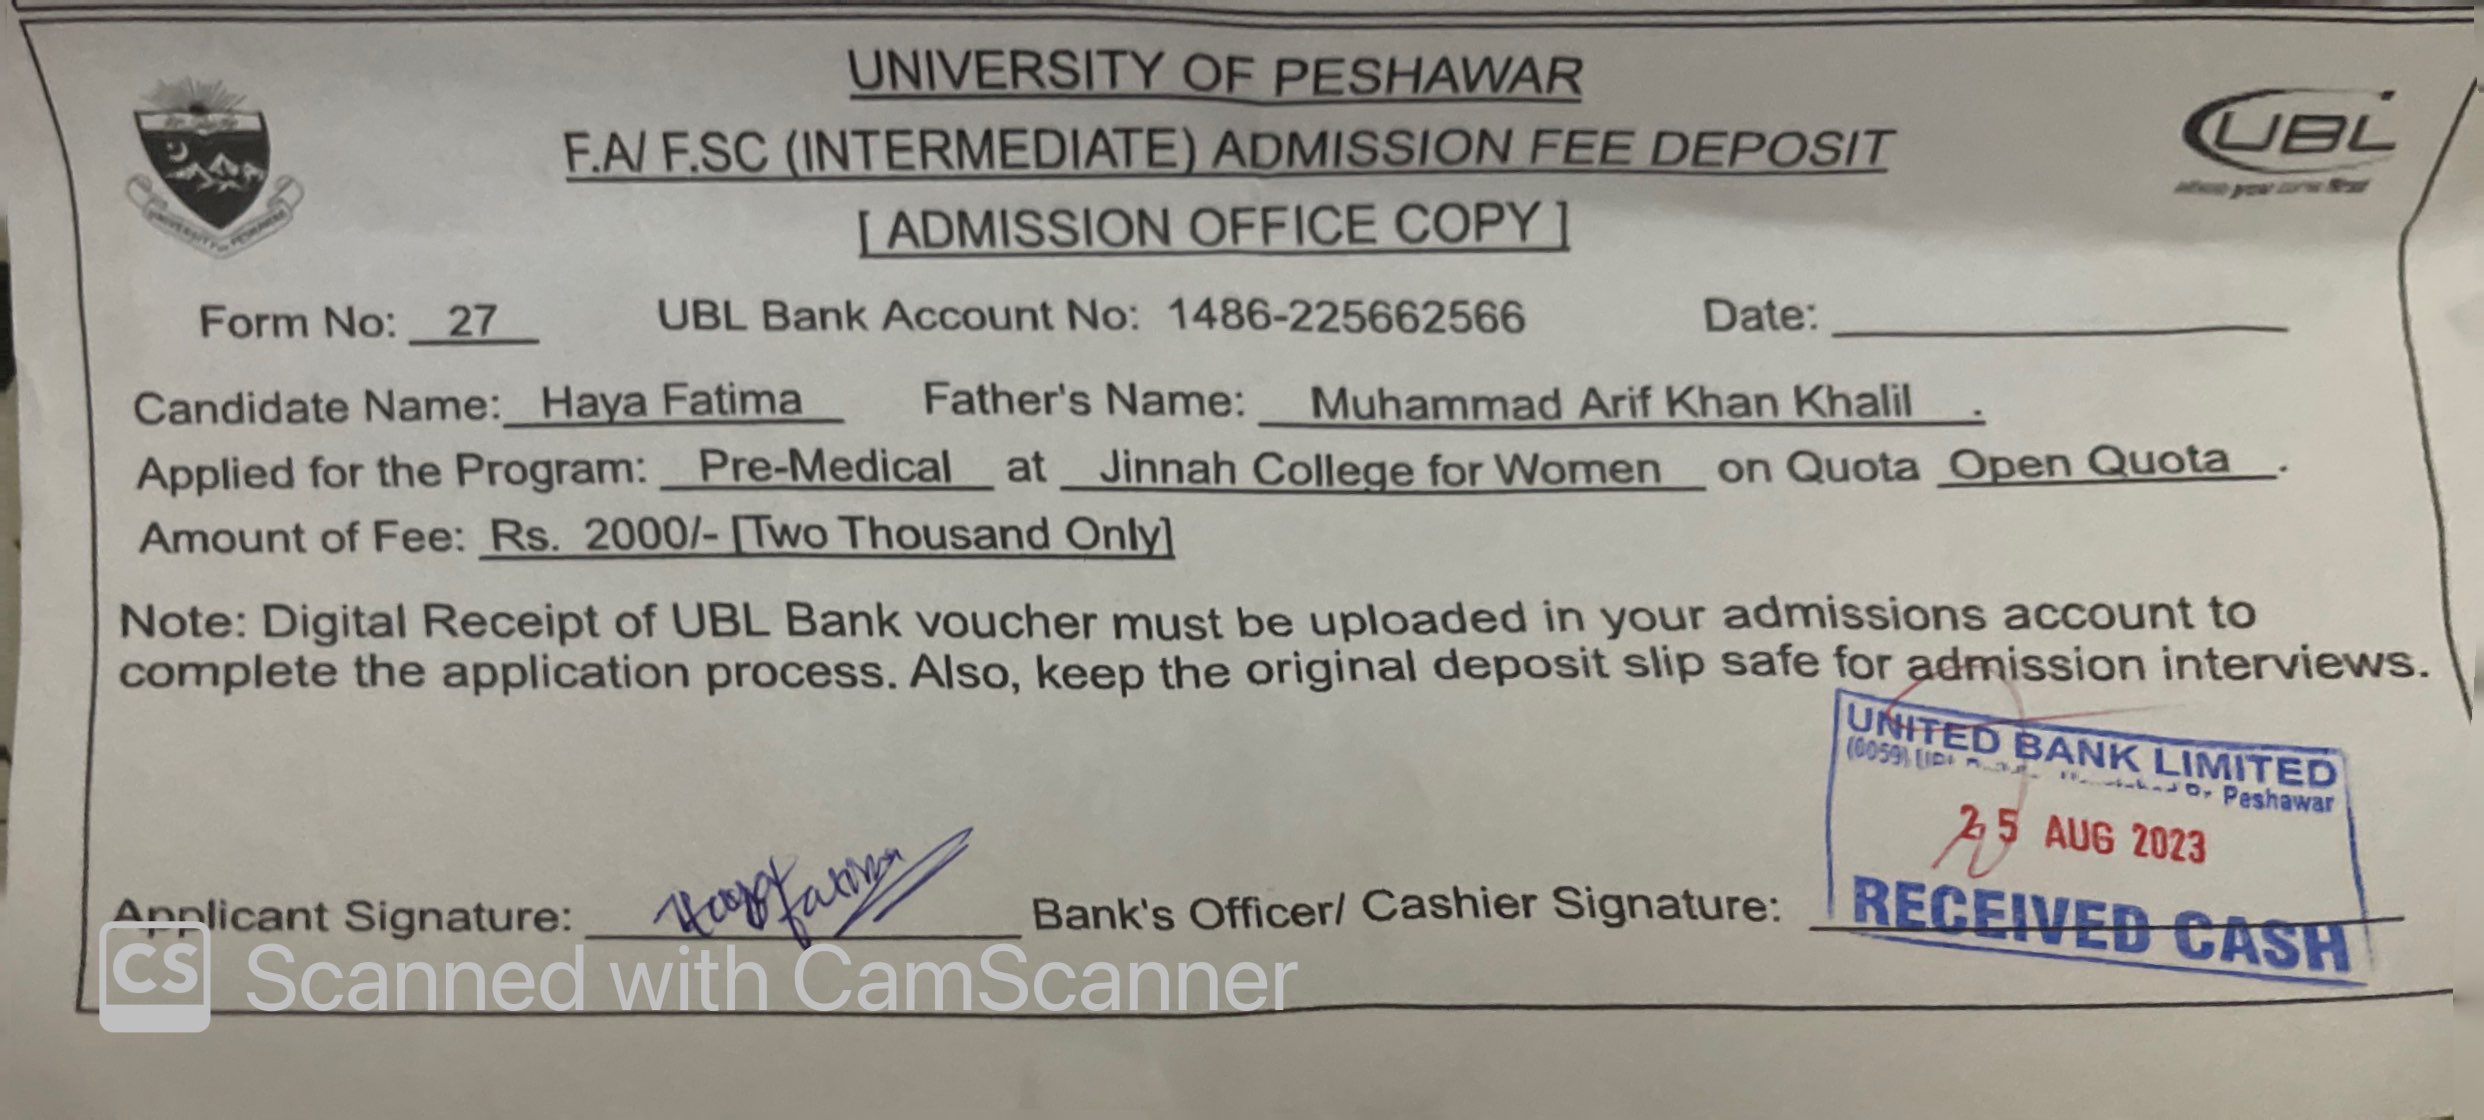 UNIVERSITY OF PESHAWAR
F.A/ F.SC (INTERMEDIATE) ADMISSION FEE DEPOSIT
[ ADMISSION OFFICE COPY ]
UBL
UNIVERSITY OF PESHAWAR
Form No: 27 UBL Bank Account No: 1486-225662566 Date:
Candidate Name: Haya Fatima Father's Name: Muhammad Arif Khan Khalil .
Applied for the Program: Pre-Medical at Jinnah College for Women on Quota Open Quota .
Amount of Fee: Rs. 2000/- [Two Thousand Only]
Note: Digital Receipt of UBL Bank voucher must be uploaded in your admissions account to
complete the application process. Also, keep the original deposit slip safe for admission interviews.
UNITED BANK LIMITED
(0059) Peshawar
25 AUG 2023
RECEIVED CASH
Applicant Signature: Haya Fatima Bank's Officer/ Cashier Signature:
CS Scanned with CamScanner